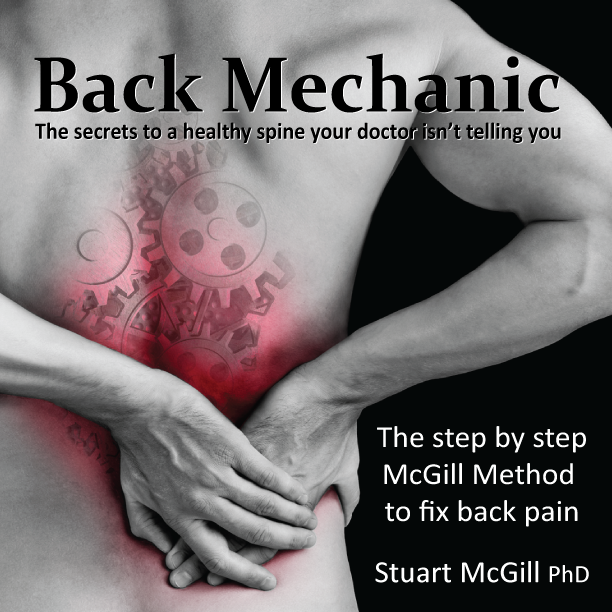 Back Mechanic
The secrets to a healthy spine your doctor isn't telling you
The step by step
McGill Method
to fix back pain
Stuart McGill PhD